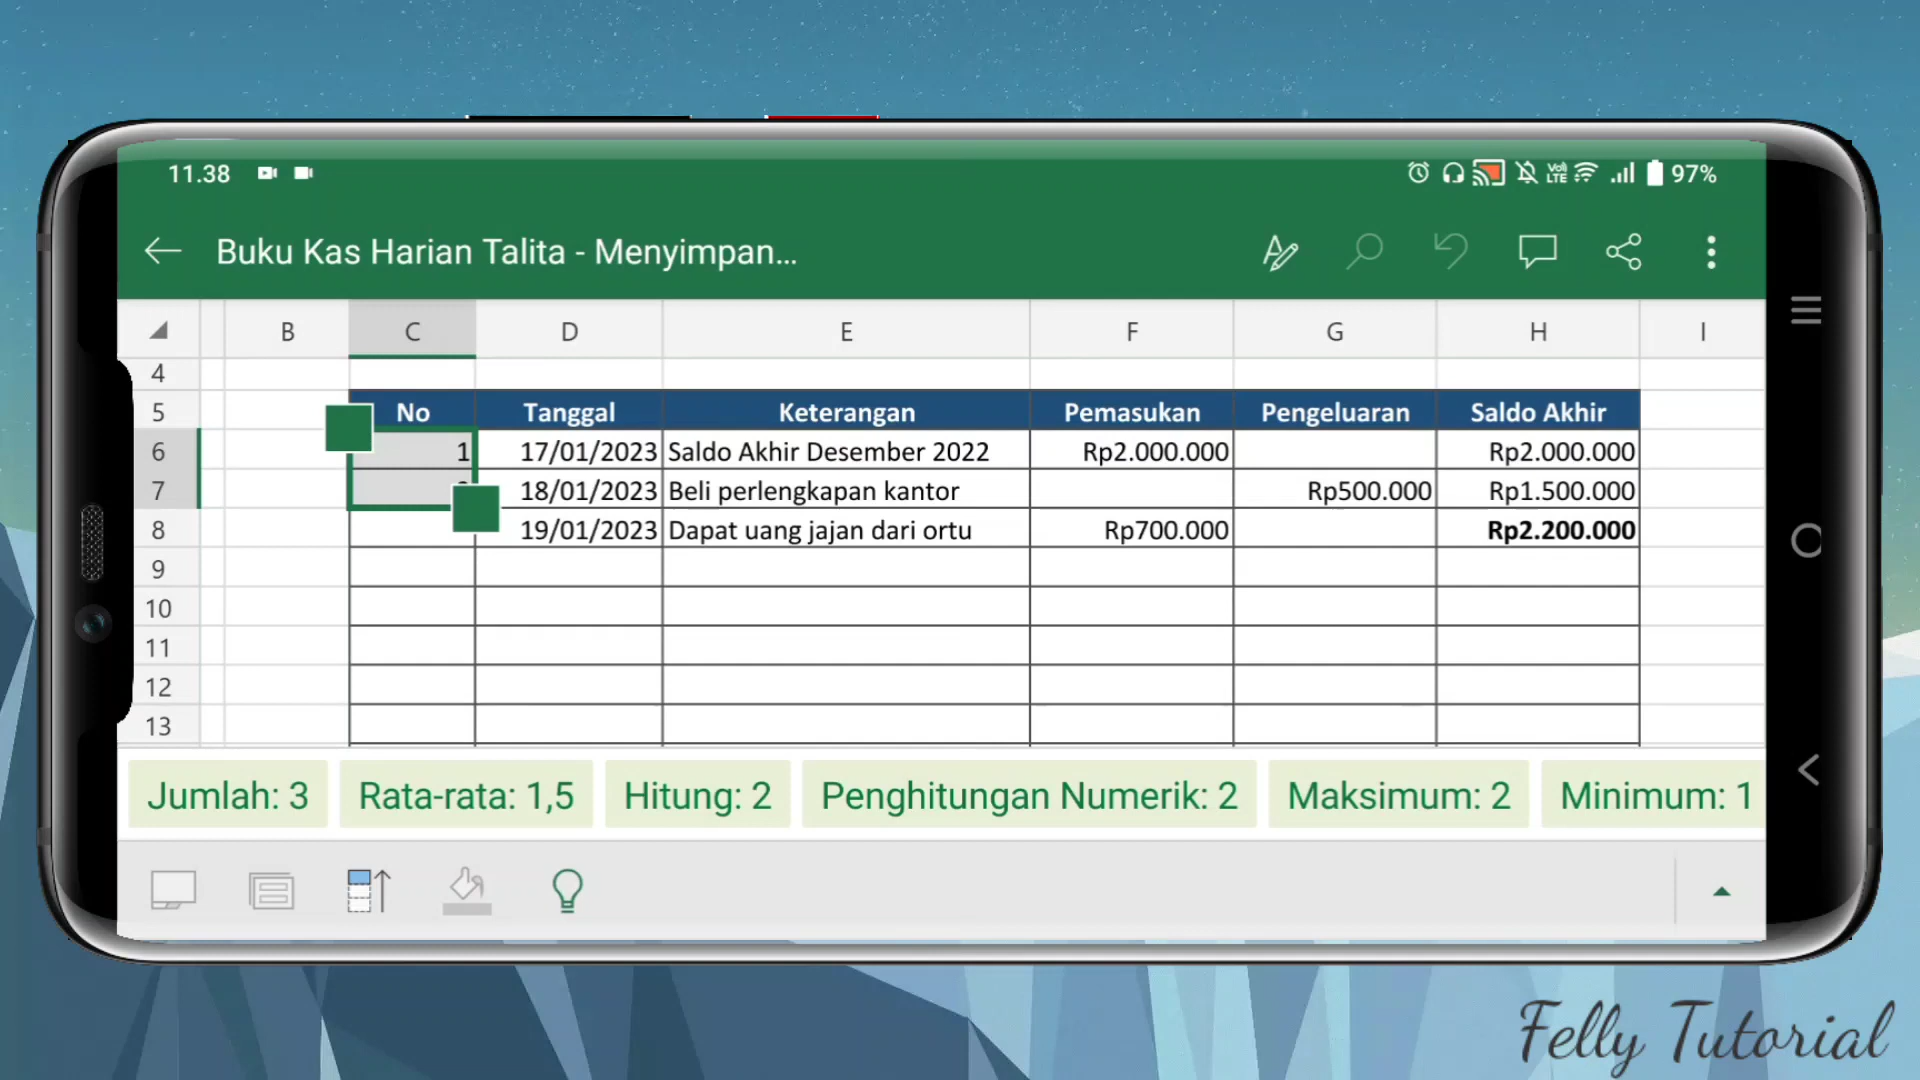 11.38
Vo) LTE 97%
Buku Kas Harian Talita - Menyimpan...
B C D E F G H I
4
5 No Tanggal Keterangan Pemasukan Pengeluaran Saldo Akhir
6 1 17/01/2023 Saldo Akhir Desember 2022 Rp2.000.000 Rp2.000.000
7 18/01/2023 Beli perlengkapan kantor Rp500.000 Rp1.500.000
8 19/01/2023 Dapat uang jajan dari ortu Rp700.000 Rp2.200.000
9
10
11
12
13
Jumlah: 3 Rata-rata: 1,5 Hitung: 2 Penghitungan Numerik: 2 Maksimum: 2 Minimum: 1
Felly Tutorial